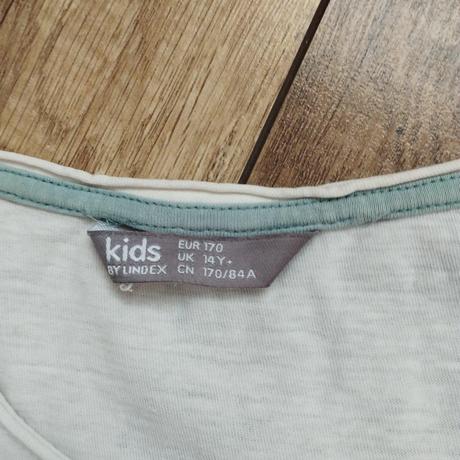 kids
BY LINDEX
EUR 170
UK 14Y+
CN 170/84A